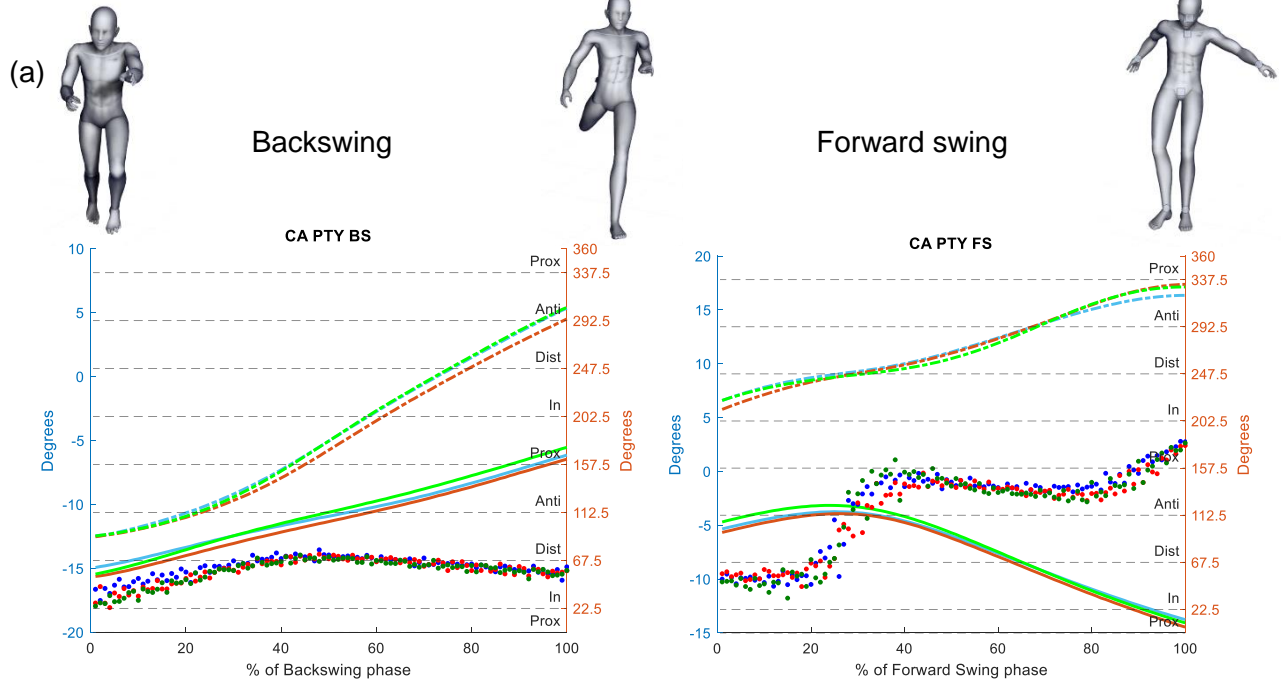 (a)
Backswing
Forward swing
CA PTY BS
10
5
0
-5
-10
-15
-20
Degrees
360
337.5
292.5
247.5
202.5
157.5
112.5
67.5
22.5
Degrees
Prox
Anti
Dist
In
Prox
Anti
Dist
In
Prox
0 20 40 60 80 100
% of Backswing phase
CA PTY FS
20
15
10
5
0
-5
-10
-15
Degrees
360
337.5
292.5
247.5
202.5
157.5
112.5
67.5
22.5
Degrees
Prox
Anti
Dist
In
Prox
Anti
Dist
In
Prox
0 20 40 60 80 100
% of Forward Swing phase